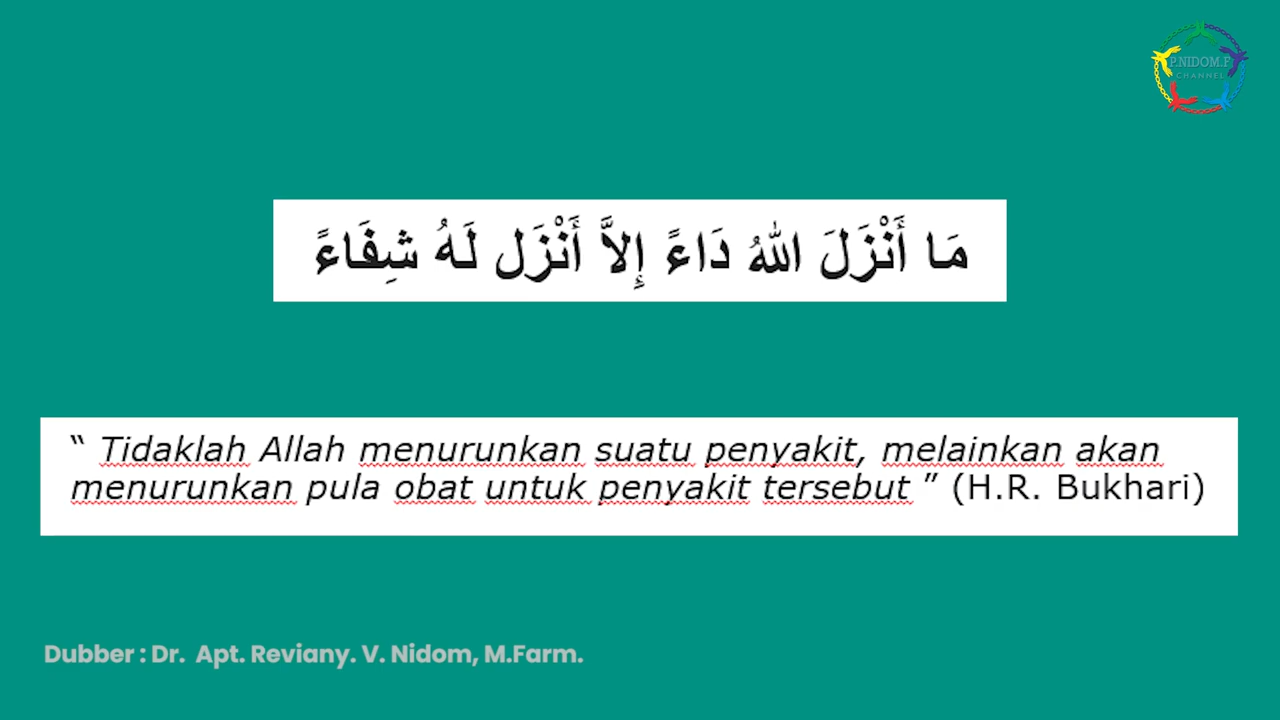 P.NIDOM.F
CHANNEL
مَا أَنْزَلَ اللهُ دَاءً إِلاَّ أَنْزَل لَهُ شِفَاءً
“ Tidaklah Allah menurunkan suatu penyakit, melainkan akan
menurunkan pula obat untuk penyakit tersebut ” (H.R. Bukhari)
Dubber : Dr. Apt. Reviany. V. Nidom, M.Farm.